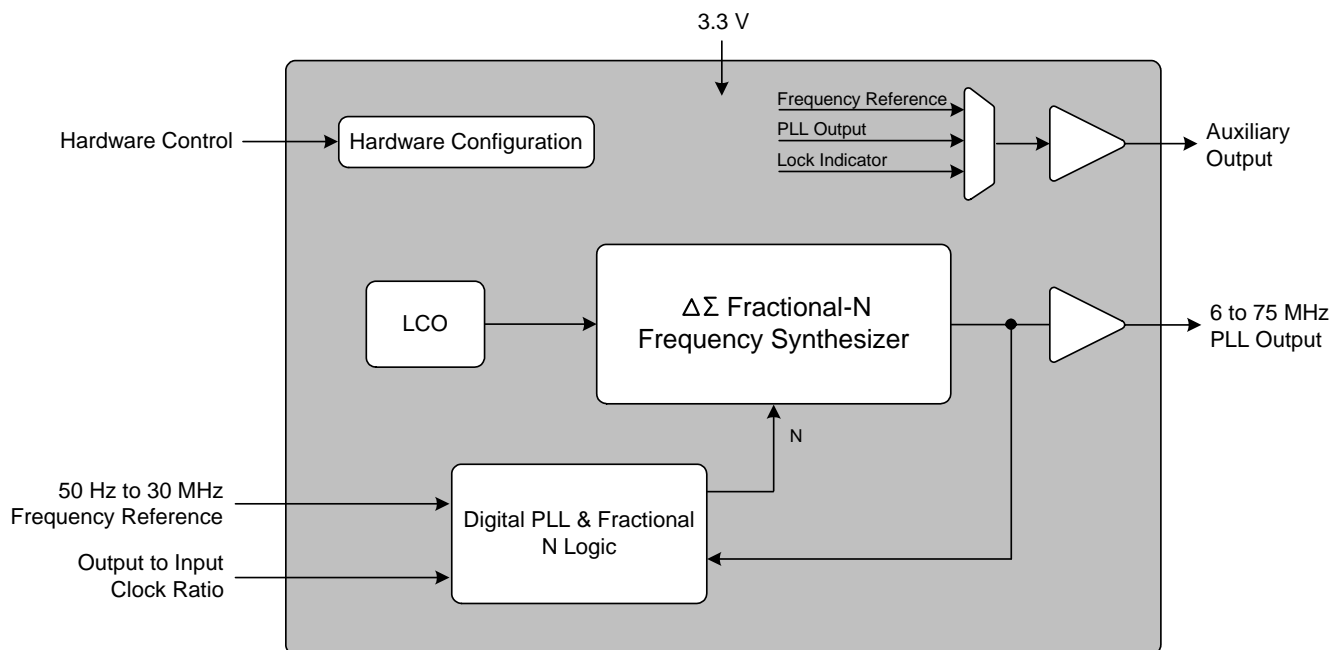 3.3 V
Hardware Control
Hardware Configuration
Frequency Reference
PLL Output
Lock Indicator
Auxiliary
Output
LCO
ΔΣ Fractional-N
Frequency Synthesizer
6 to 75 MHz
PLL Output
N
50 Hz to 30 MHz
Frequency Reference
Digital PLL & Fractional
N Logic
Output to Input
Clock Ratio